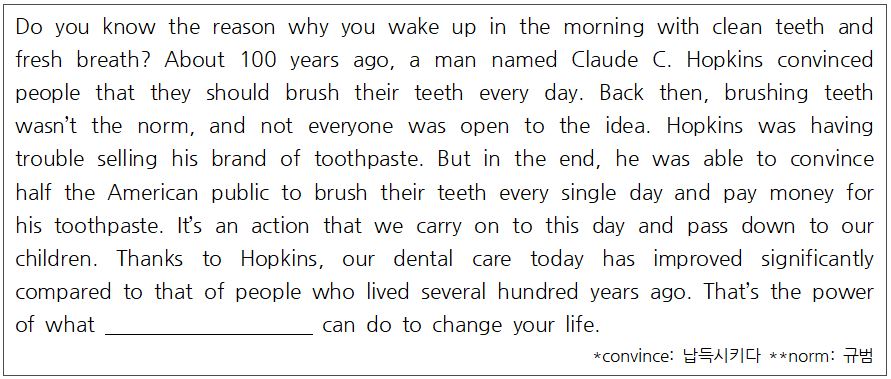 Do you know the reason why you wake up in the morning with clean teeth and
fresh breath? About 100 years ago, a man named Claude C. Hopkins convinced
people that they should brush their teeth every day. Back then, brushing teeth
wasn’t the norm, and not everyone was open to the idea. Hopkins was having
trouble selling his brand of toothpaste. But in the end, he was able to convince
half the American public to brush their teeth every single day and pay money for
his toothpaste. It’s an action that we carry on to this day and pass down to our
children. Thanks to Hopkins, our dental care today has improved significantly
compared to that of people who lived several hundred years ago. That’s the power
of what ____________________ can do to change your life.
*convince: 납득시키다 **norm: 규범